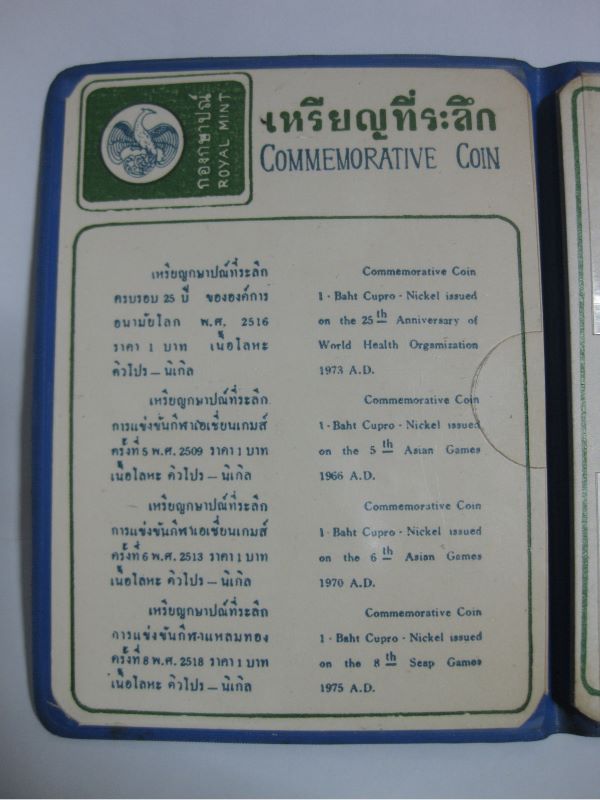 กองกษาปณ์
ROYAL MINT
เหรียญที่ระลึก
COMMEMORATIVE COIN
เหรียญกษาปณ์ที่ระลึก
ครบรอบ 25 ปี ขององค์การ
อนามัยโลก พ.ศ. 2516
ราคา 1 บาท เนื้อโลหะ
คิวโปร – นิเกิล
เหรียญกษาปณ์ที่ระลึก
การแข่งขันกีฬาเอเชี่ยนเกมส์
ครั้งที่ 5 พ.ศ. 2509 ราคา 1 บาท
เนื้อโลหะ คิวโปร – นิเกิล
เหรียญกษาปณ์ที่ระลึก
การแข่งขันกีฬาเอเชี่ยนเกมส์
ครั้งที่ 6 พ.ศ. 2513 ราคา 1 บาท
เนื้อโลหะ คิวโปร – นิเกิล
เหรียญกษาปณ์ที่ระลึก
การแข่งขันกีฬาแหลมทอง
ครั้งที่ 8 พ.ศ. 2518 ราคา 1 บาท
เนื้อโลหะ คิวโปร – นิเกิล
Commemorative Coin
1 - Baht Cupro - Nickel issued
on the 25th Anniversary of
World Health Orgamization
1973 A.D.
Commemorative Coin
1 - Baht Cupro - Nickel issued
on the 5th Asian Games
1966 A.D.
Commemorative Coin
1 - Baht Cupro - Nickel issued
on the 6th Asian Games
1970 A.D.
Commemorative Coin
1 - Baht Cupro - Nickel issued
on the 8th Seap Games
1975 A.D.